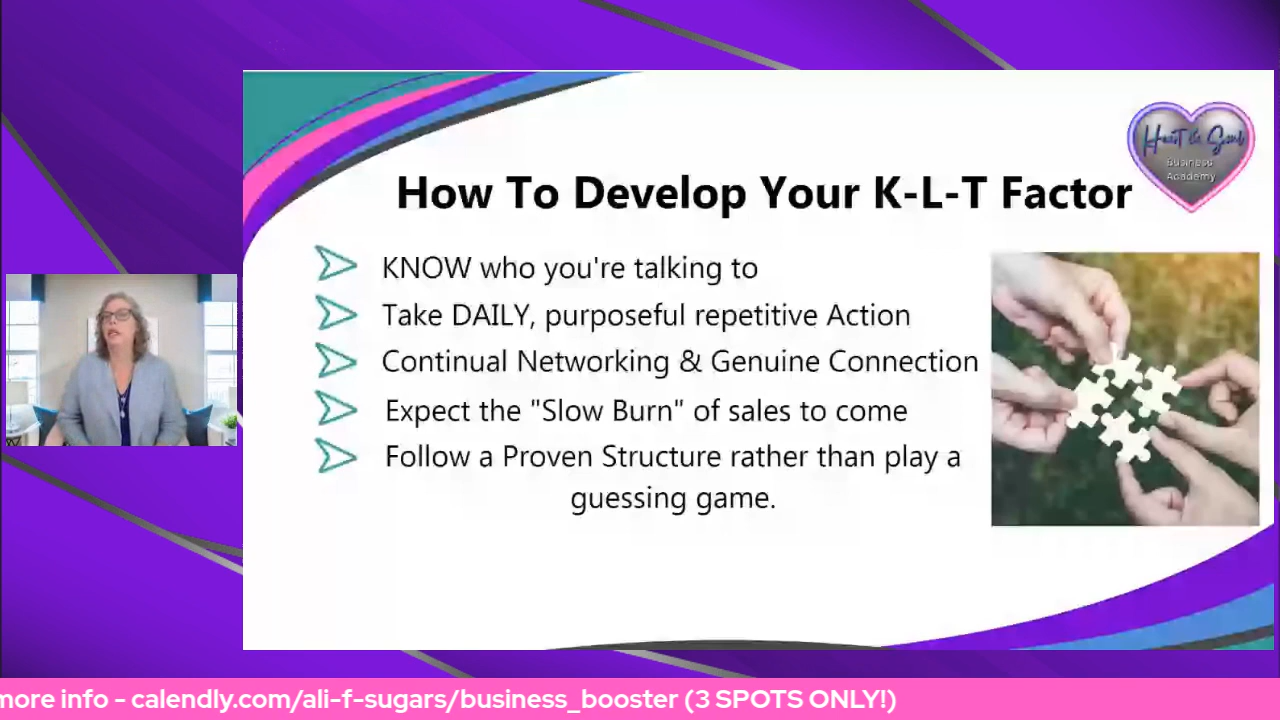 Heart & Soul
Business
Academy
How To Develop Your K-L-T Factor
KNOW who you're talking to
Take DAILY, purposeful repetitive Action
Continual Networking & Genuine Connection
Expect the "Slow Burn" of sales to come
Follow a Proven Structure rather than play a
guessing game.
more info - calendly.com/ali-f-sugars/business_booster (3 SPOTS ONLY!)